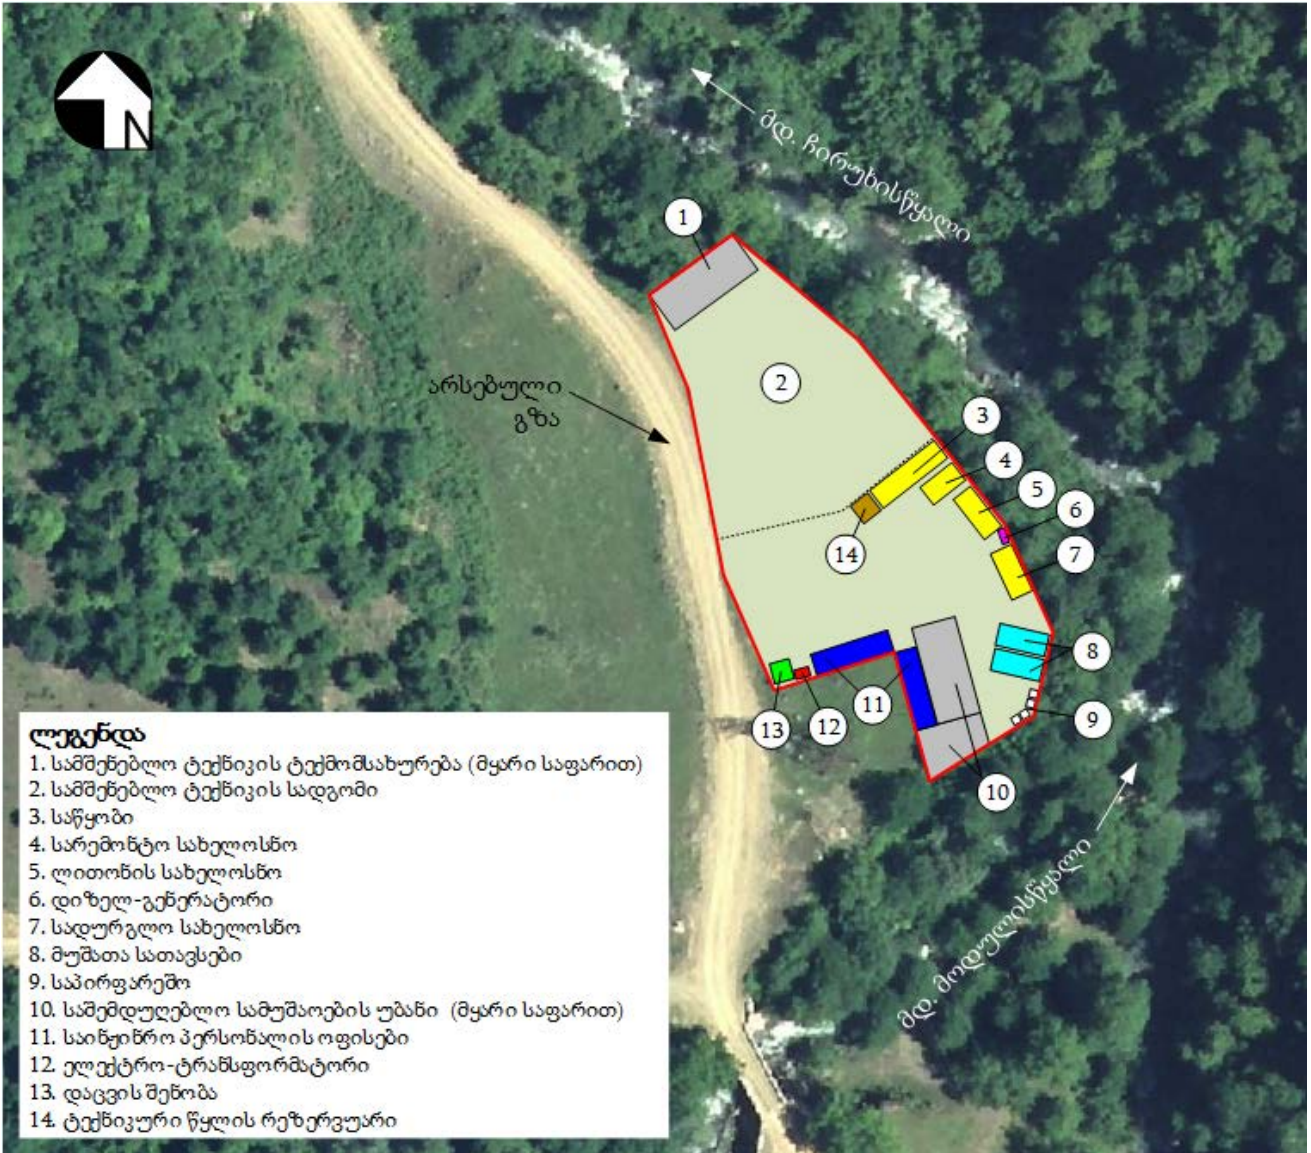 N
მდ. ჩირუხისწყალი
1
2
არსებული
გზა
3
4
5
6
14
7
8
11
9
13
12
10
მდ. მოდულისწყალი
ლეგენდა
1. სამშენებლო ტექნიკის ტექმომსახურება (მყარი საფარით)
2. სამშენებლო ტექნიკის სადგომი
3. საწყობი
4. სარემონტო სახელოსნო
5. ლითონის სახელოსნო
6. დიზელ-გენერატორი
7. სადურგლო სახელოსნო
8. მუშათა სათავსები
9. საპირფარეშო
10. საშემდუღებლო სამუშაოების უბანი (მყარი საფარით)
11. საინჟინრო პერსონალის ოფისები
12. ელექტრო-ტრანსფორმატორი
13. დაცვის შენობა
14. ტექნიკური წყლის რეზერვუარი